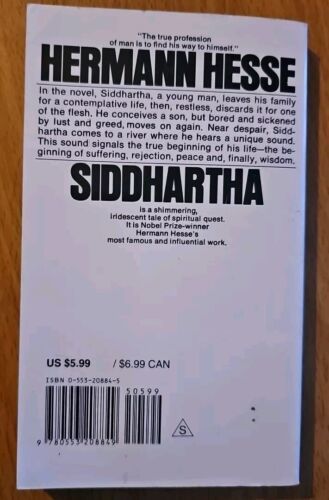 "The true profession
of man is to find his way to himself."
HERMANN HESSE
In the novel, Siddhartha, a young man, leaves his family
for a contemplative life, then, restless, discards it for one
of the flesh. He conceives a son, but bored and sickened
by lust and greed, moves on again. Near despair, Sidd-
hartha comes to a river where he hears a unique sound.
This sound signals the true beginning of his life—the be-
ginning of suffering, rejection, peace and, finally, wisdom.
SIDDHARTHA
is a shimmering,
iridescent tale of spiritual quest.
It is Nobel Prize-winner
Hermann Hesse's
most famous and influential work.
US $5.99 / $6.99 CAN
ISBN 0-553-20884-5
50599
9 780553 208849
S